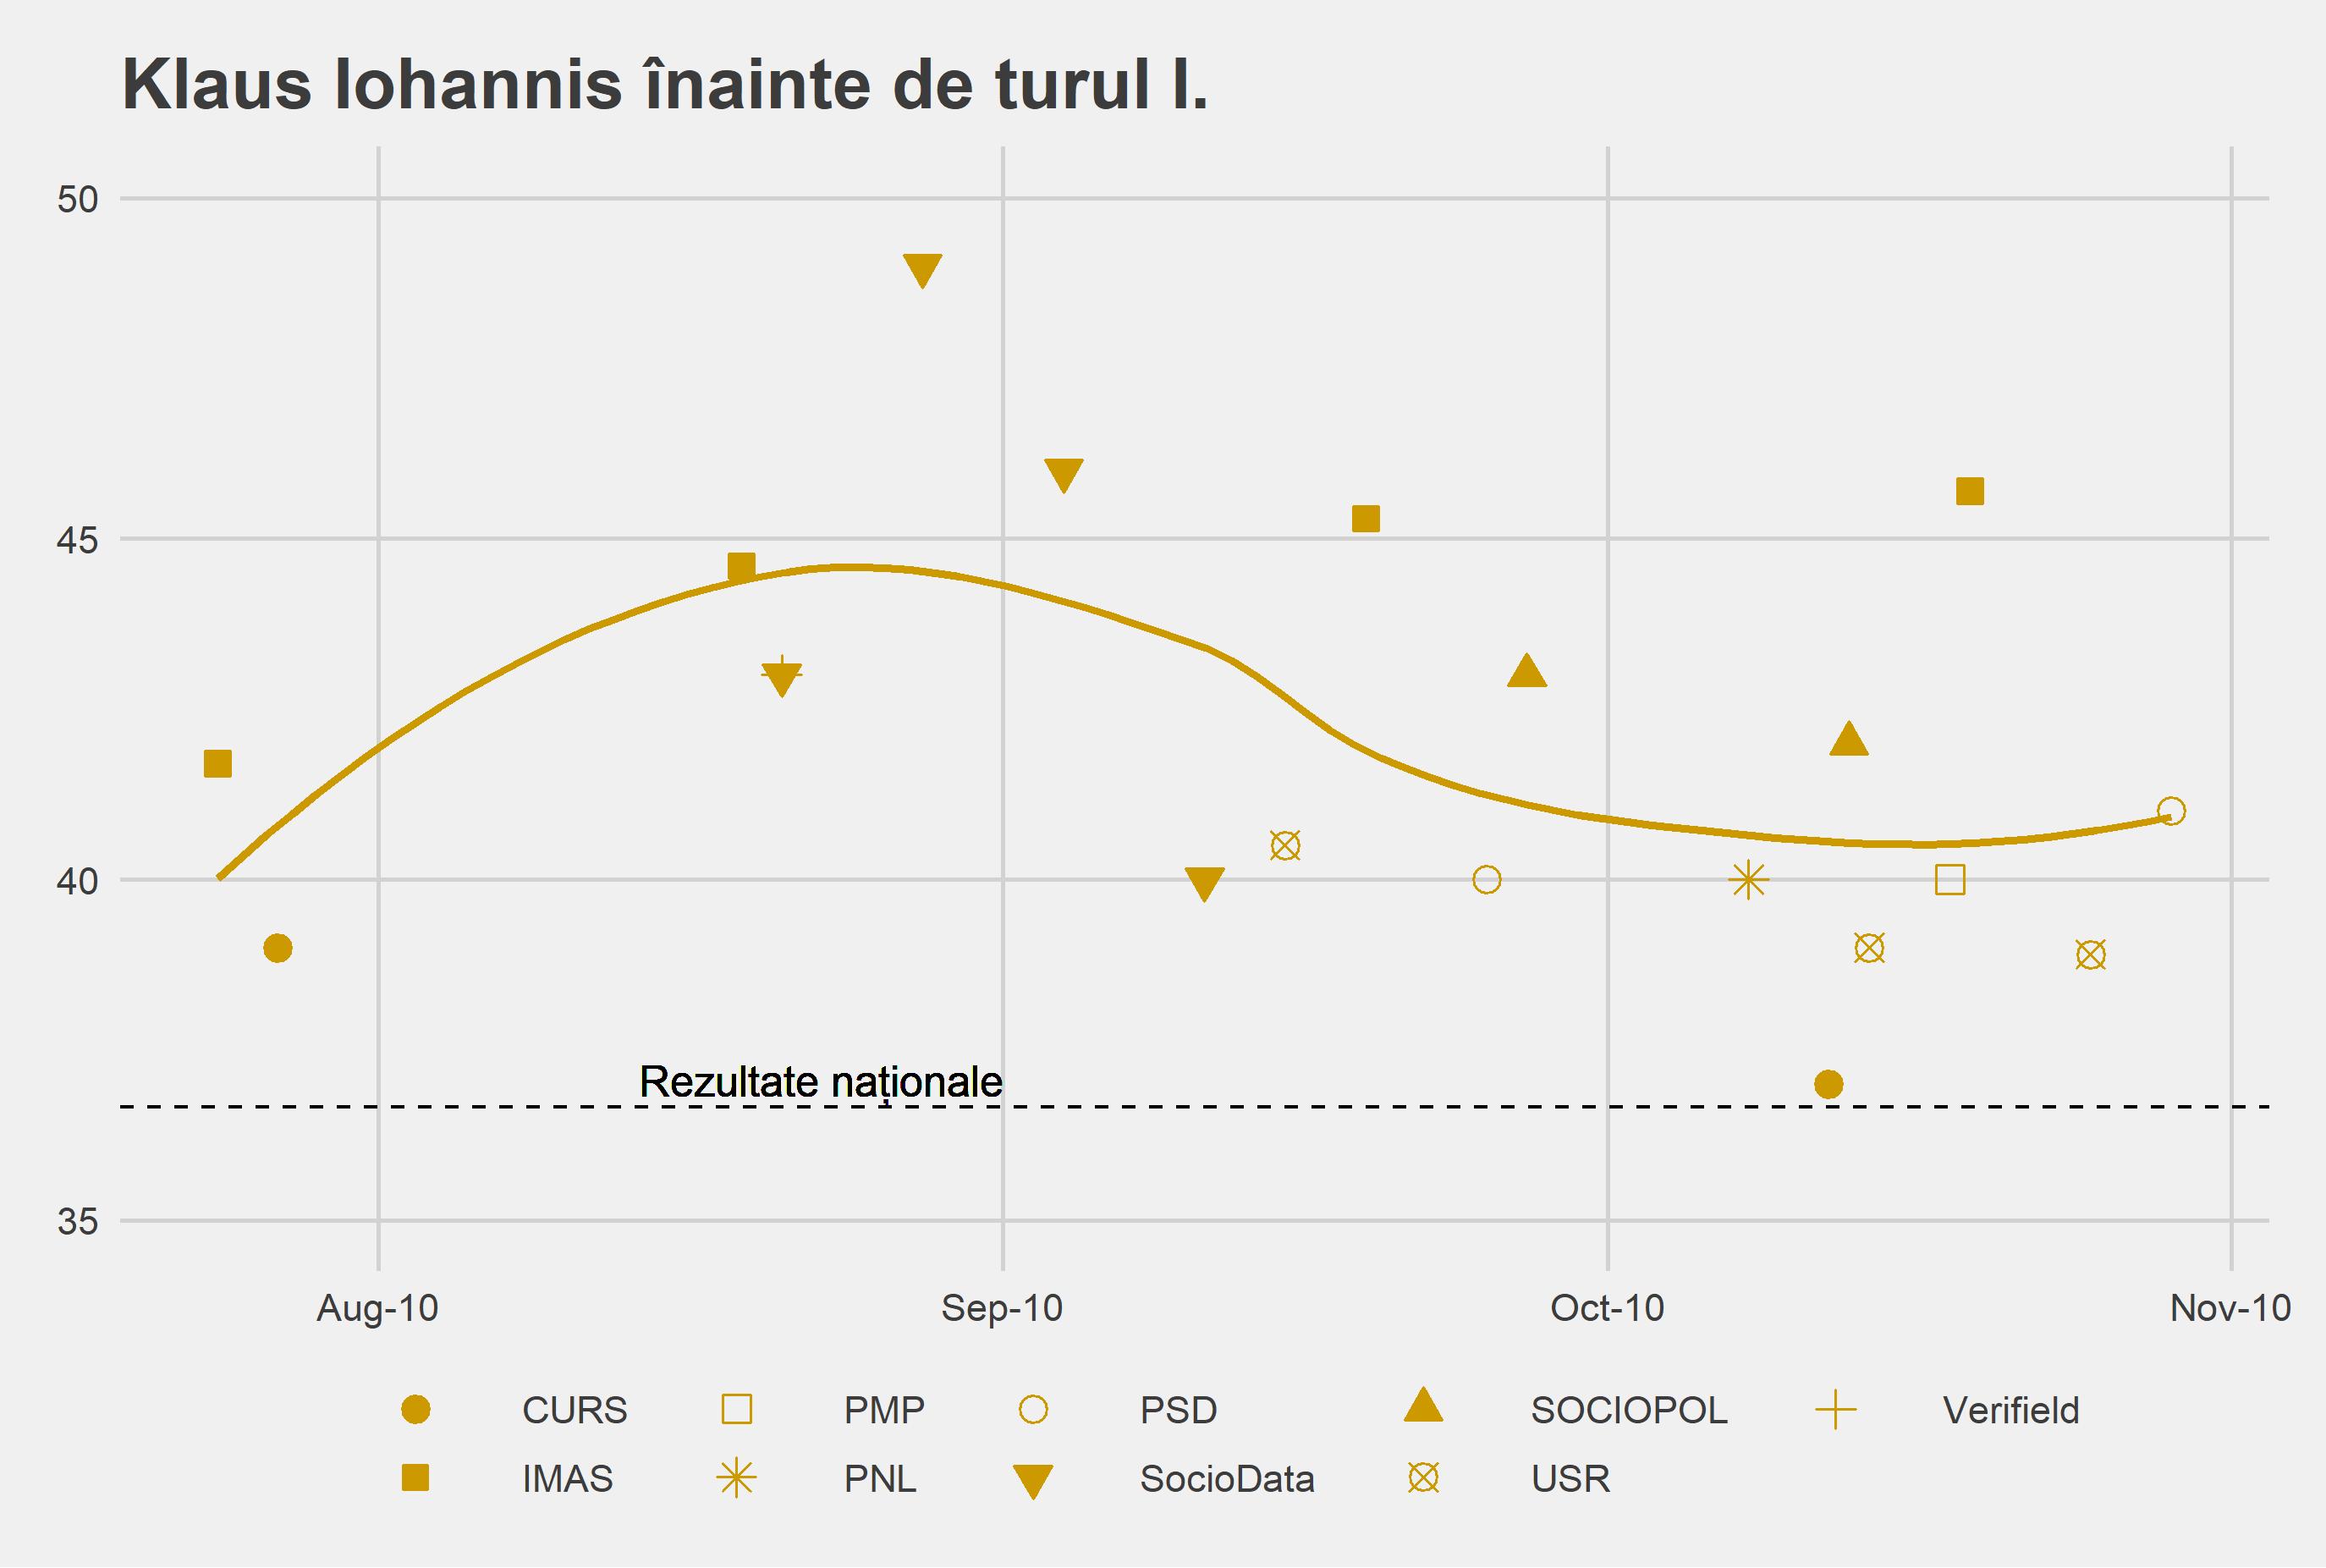 Klaus Iohannis înainte de turul I.
50
45
40
35
Rezultate naționale
Aug-10 Sep-10 Oct-10 Nov-10
CURS PMP PSD SOCIOPOL Verifield
IMAS PNL SocioData USR